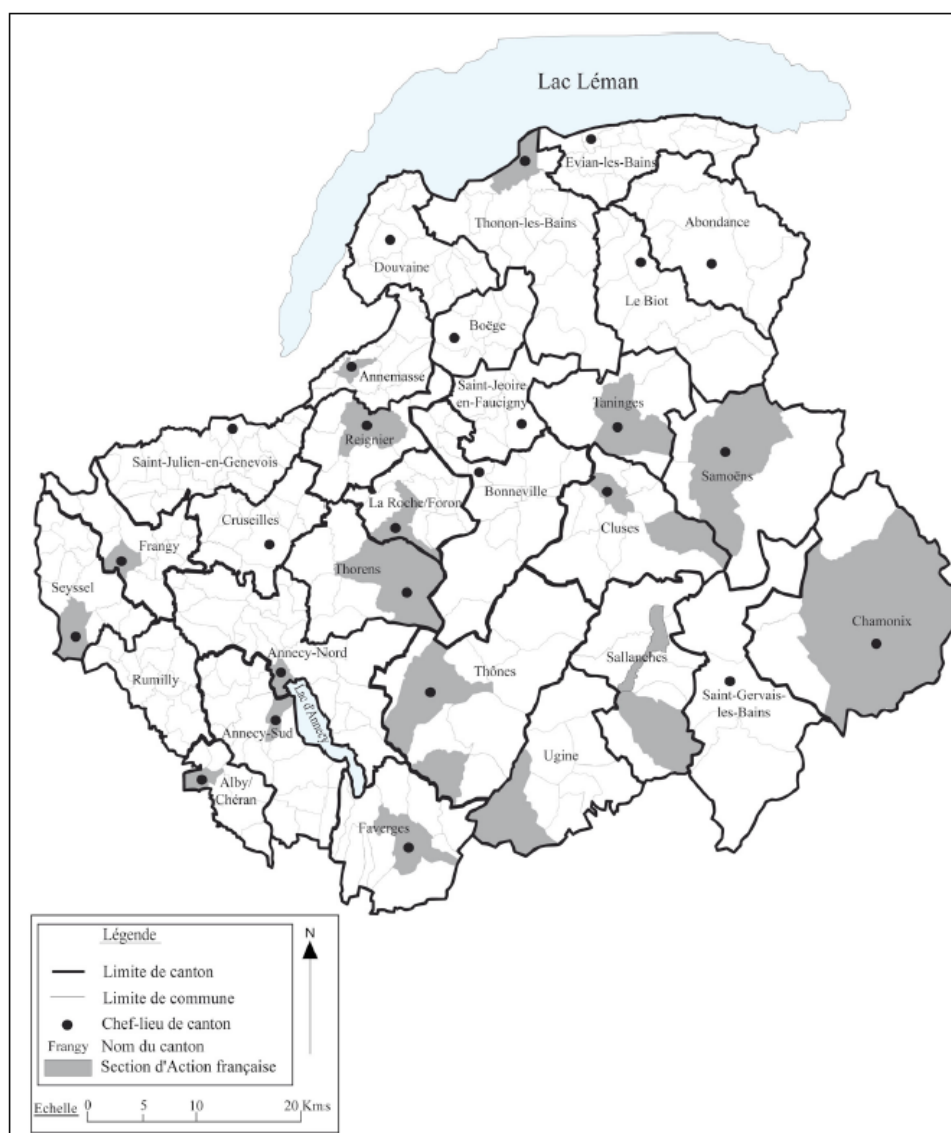 Lac Léman
Evian-les-Bains
Thonon-les-Bains
Abondance
Douvaine
Le Biot
Boëge
Annemasse
Saint-Jeoire
en-Faucigny
Taninges
Reignier
Saint-Julien-en-Genevois
Samoëns
La Roche/Foron
Bonneville
Cruseilles
Cluses
Frangy
Thorens
Seyssel
Chamonix
Annecy-Nord
Thônes
Sallanches
Rumilly
Saint-Gervais-
les-Bains
Lac d'Annecy
Annecy-Sud
Ugine
Alby/
Chéran
Faverges
Légende
N
Limite de canton
Limite de commune
Chef-lieu de canton
Frangy Nom du canton
Section d'Action française
Echelle 0 5 10 20 Kms